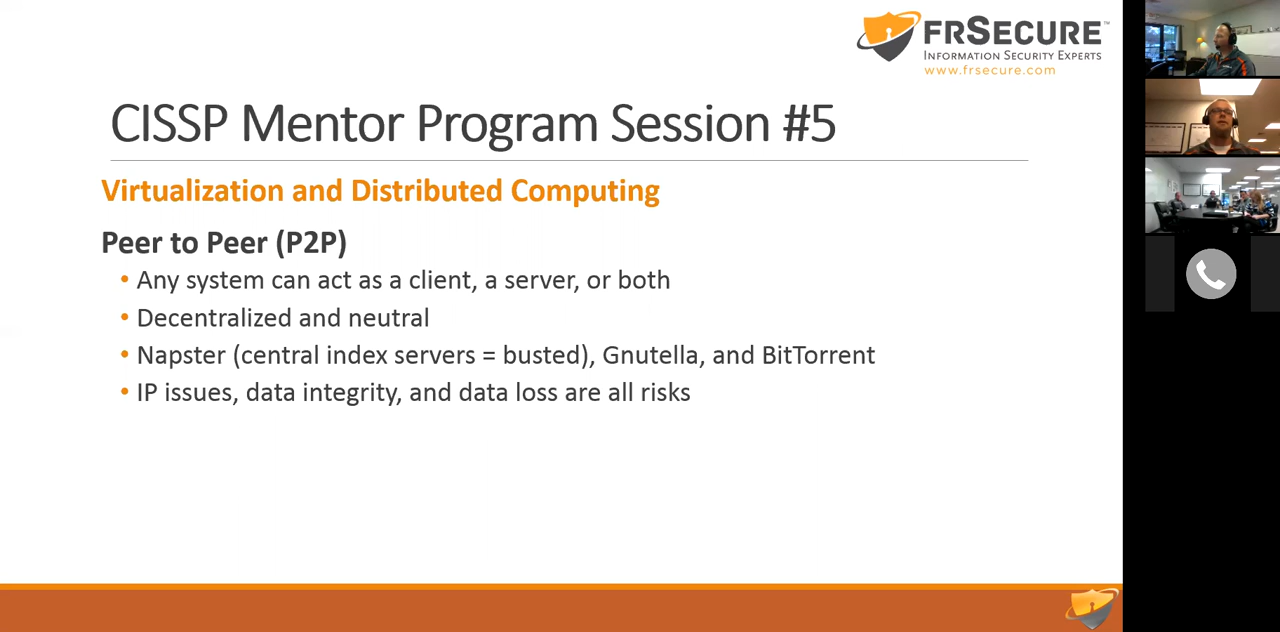 FRSECURE™
INFORMATION SECURITY EXPERTS
www.frsecure.com
CISSP Mentor Program Session #5
Virtualization and Distributed Computing
Peer to Peer (P2P)
• Any system can act as a client, a server, or both
• Decentralized and neutral
• Napster (central index servers = busted), Gnutella, and BitTorrent
• IP issues, data integrity, and data loss are all risks